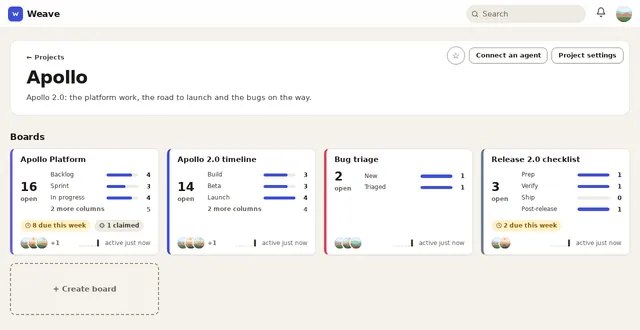 Weave
Search
← Projects
Connect an agent
Project settings
Apollo
Apollo 2.0: the platform work, the road to launch and the bugs on the way.
Boards
Apollo Platform
16 open
Backlog 4
Sprint 3
In progress 4
2 more columns 5
8 due this week
1 claimed
+1
active just now
Apollo 2.0 timeline
14 open
Build 3
Beta 3
Launch 4
2 more columns 4
+1
active just now
Bug triage
2 open
New 1
Triaged 1
active just now
Release 2.0 checklist
3 open
Prep 1
Verify 1
Ship 0
Post-release 1
2 due this week
active just now
+ Create board